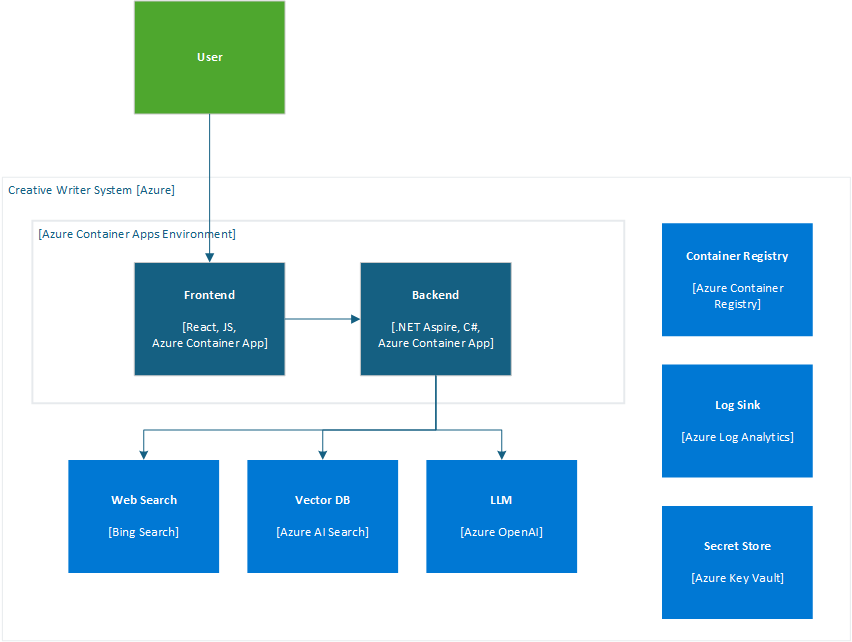 User
Creative Writer System [Azure]
[Azure Container Apps Environment]
Frontend
[React, JS,
Azure Container App]
Backend
[.NET Aspire, C#,
Azure Container App]
Container Registry
[Azure Container
Registry]
Log Sink
[Azure Log Analytics]
Web Search
[Bing Search]
Vector DB
[Azure AI Search]
LLM
[Azure OpenAI]
Secret Store
[Azure Key Vault]